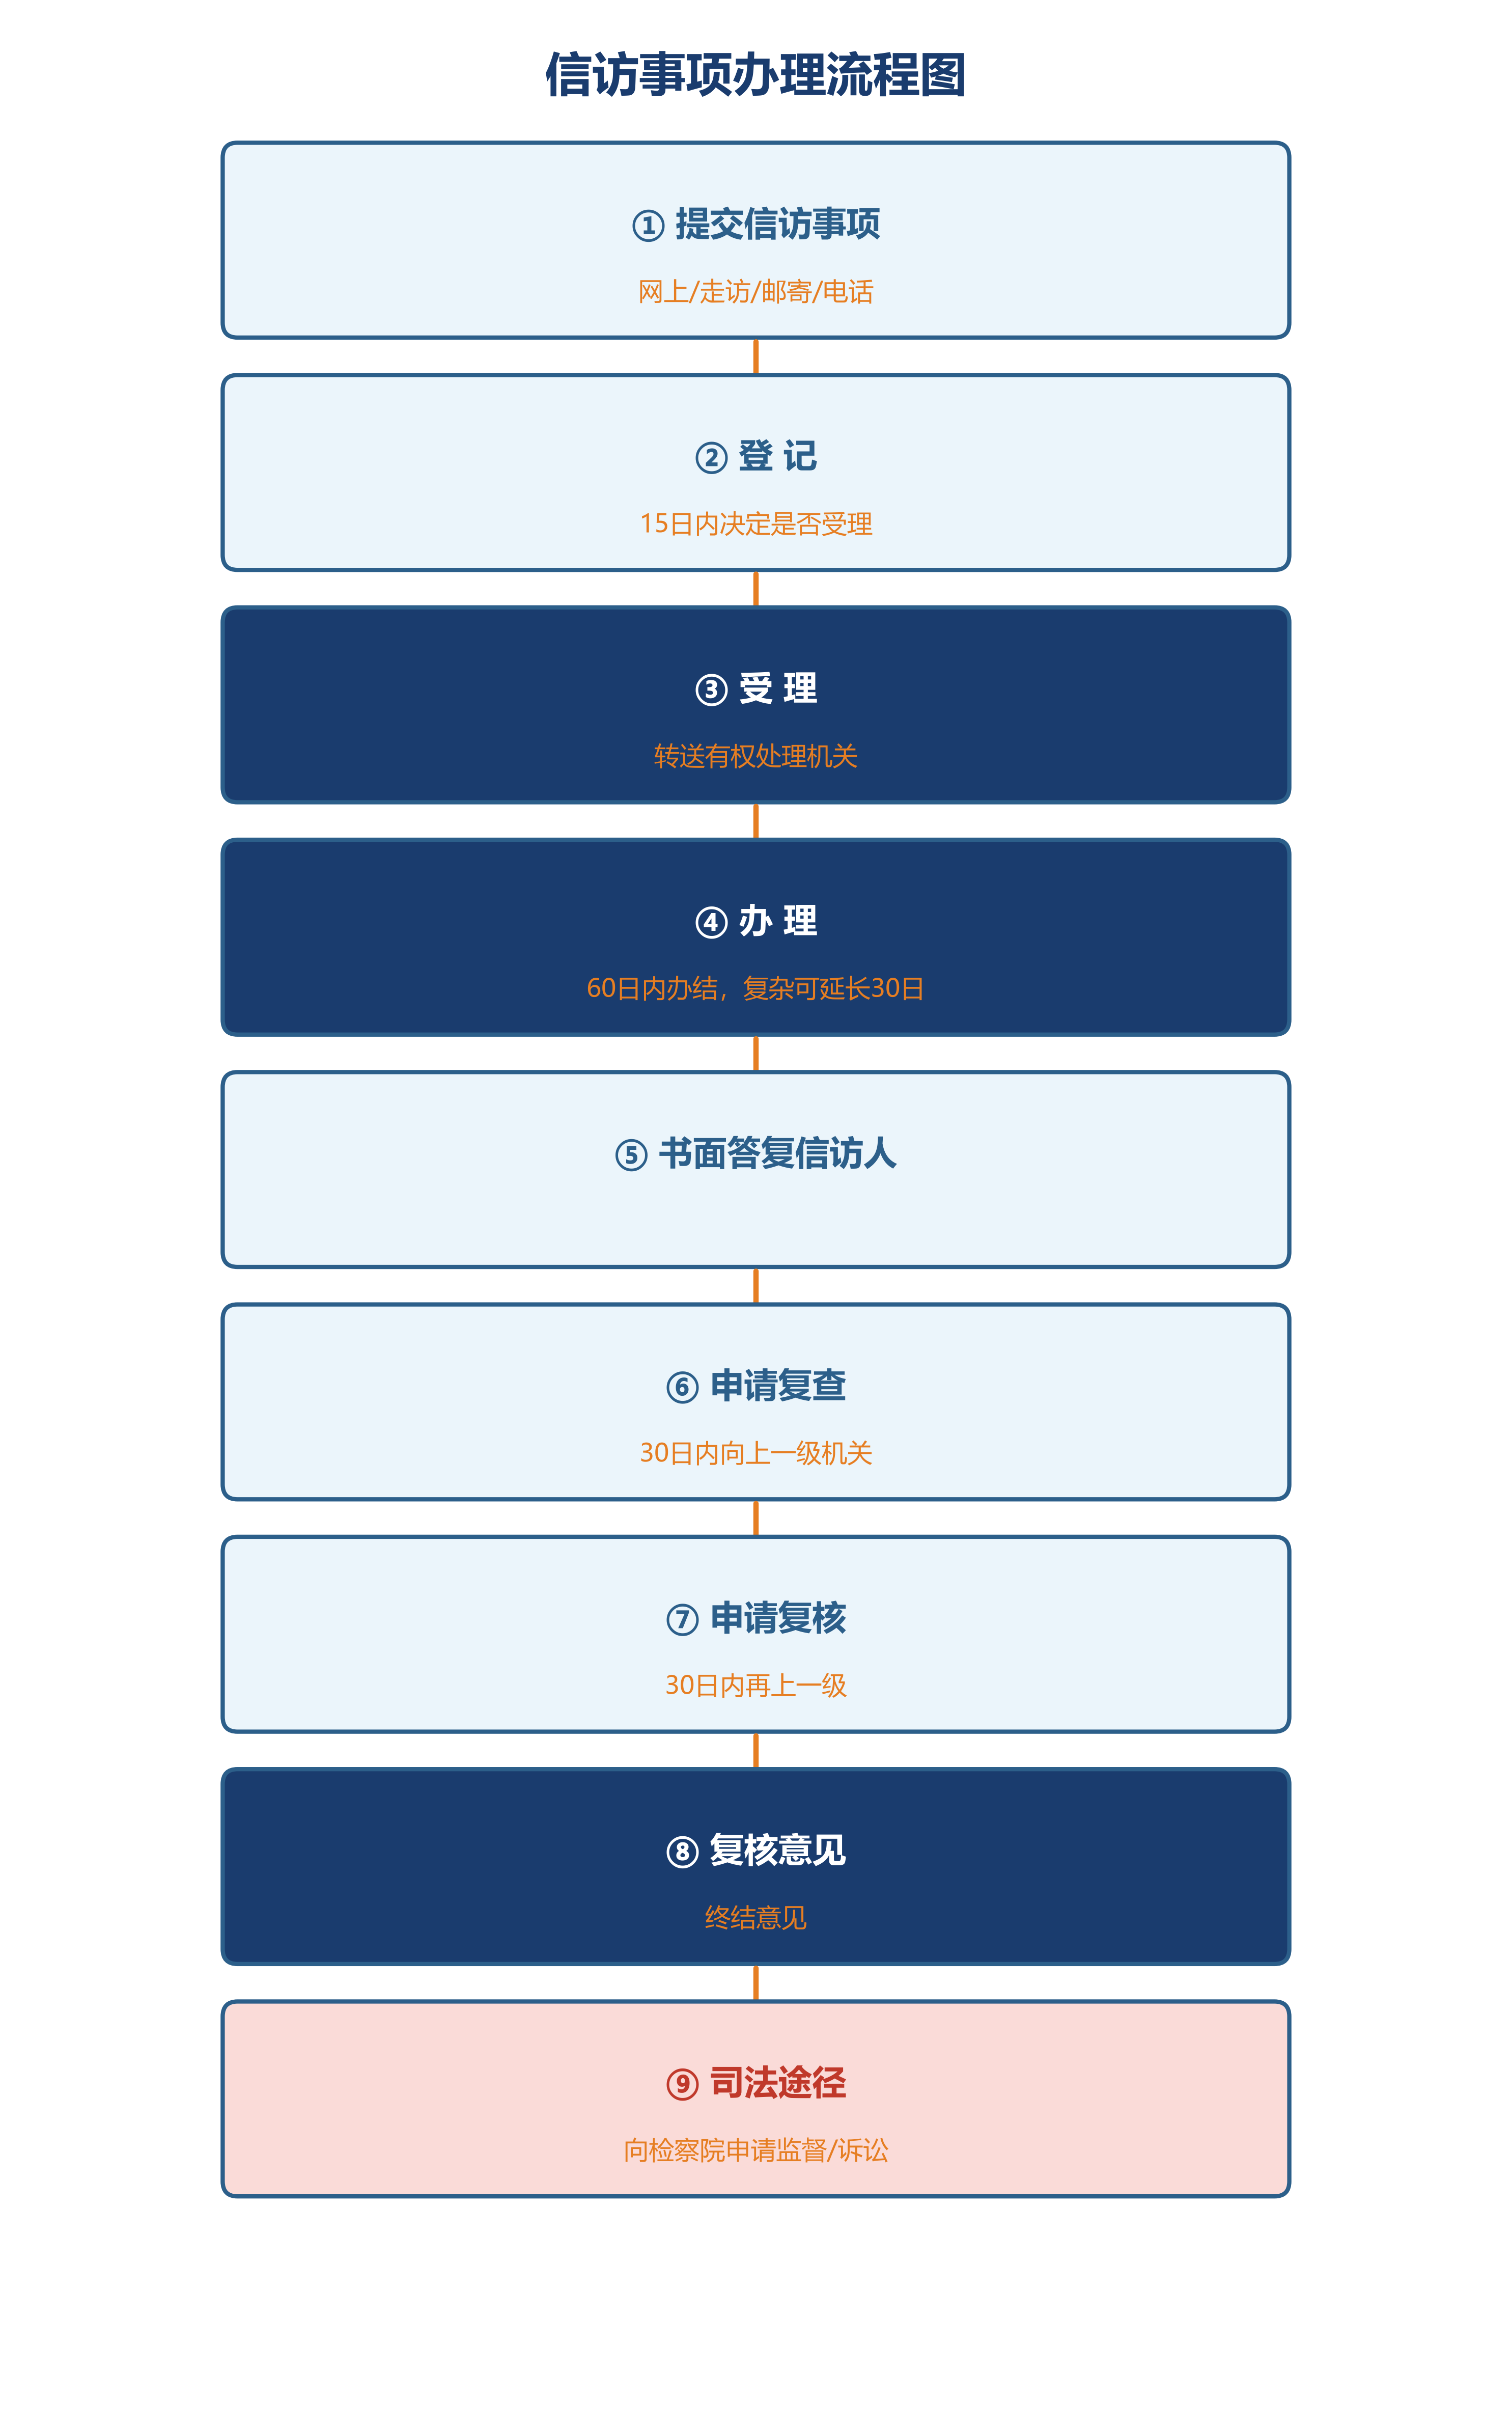 信访事项办理流程图
① 提交信访事项
网上/走访/邮寄/电话
② 登 记
15日内决定是否受理
③ 受 理
转送有权处理机关
④ 办 理
60日内办结，复杂可延长30日
⑤ 书面答复信访人
⑥ 申请复查
30日内向上一级机关
⑦ 申请复核
30日内再上一级
⑧ 复核意见
终结意见
⑨ 司法途径
向检察院申请监督/诉讼